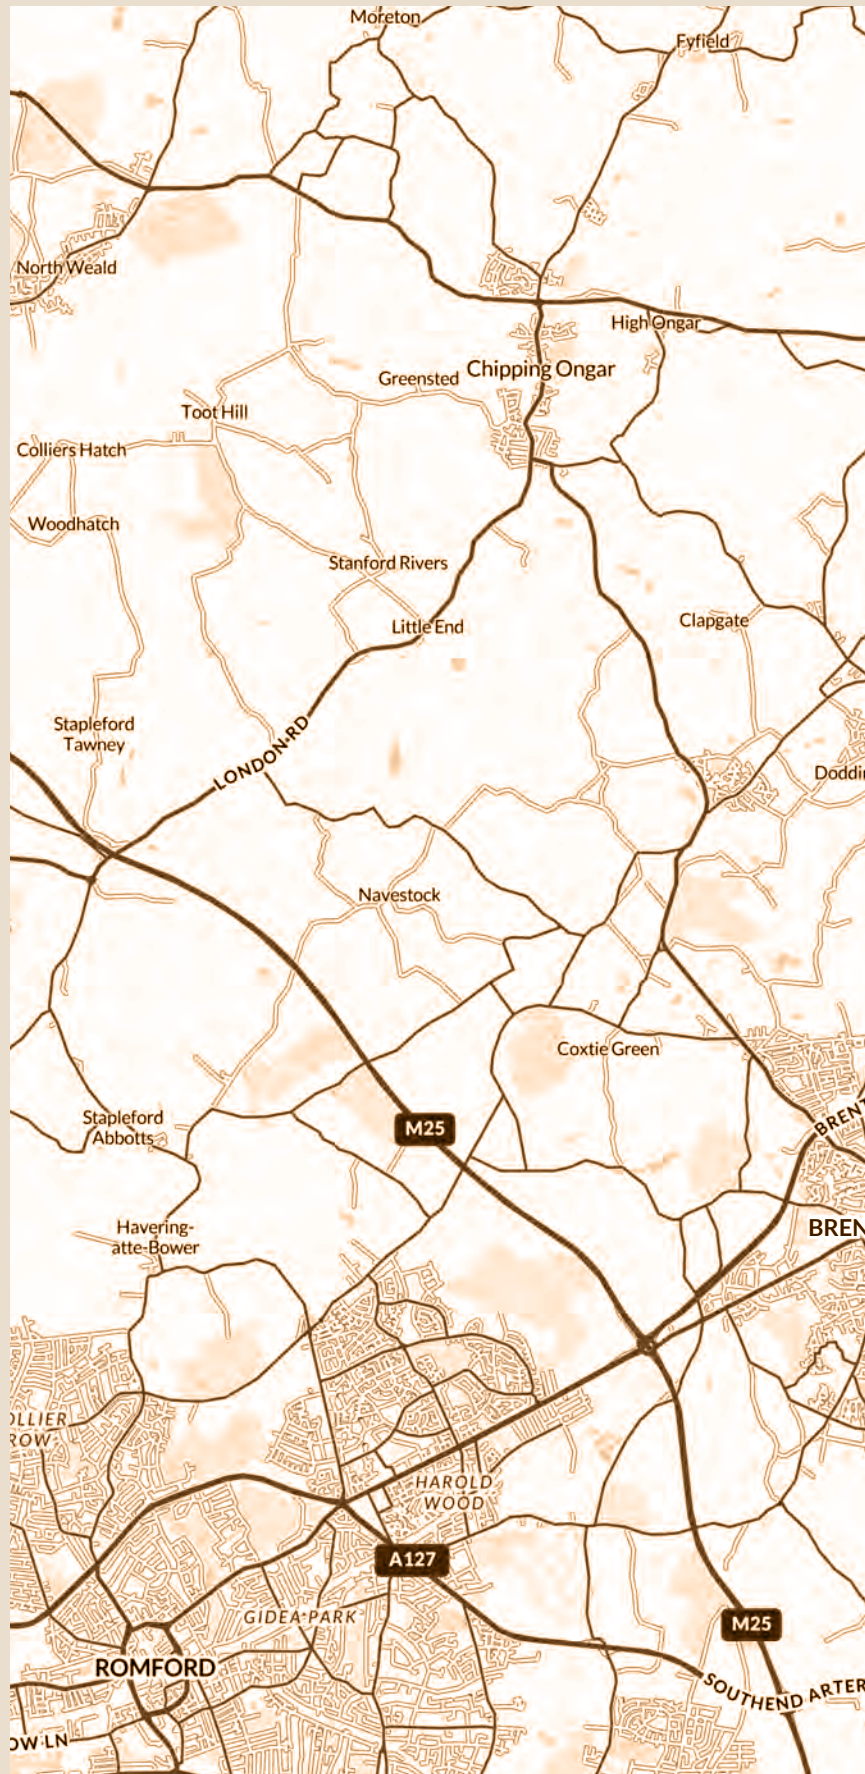 Moreton
Fyfield
North Weald
High Ongar
Chipping Ongar
Greensted
Toot Hill
Colliers Hatch
Woodhatch
Stanford Rivers
Little End
Clapgate
Stapleford
Tawney
LONDON RD
Doddin
Navestock
Coxtie Green
M25
Stapleford
Abbotts
BRENT
Havering-
atte-Bower
BREN
OLLIER
ROW
HAROLD
WOOD
A127
GIDEA PARK
M25
ROMFORD
SOUTHEND ARTER
OW LN